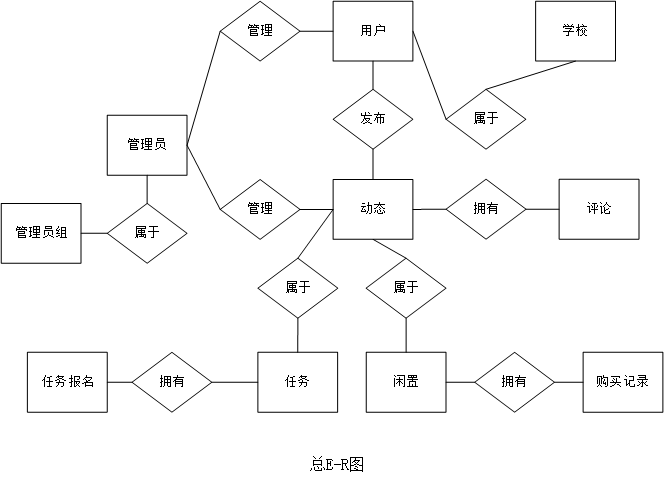 管理
用户
学校
发布
属于
管理员
管理
动态
拥有
评论
管理员组
属于
属于
属于
任务报名
拥有
任务
闲置
拥有
购买记录
总E-R图